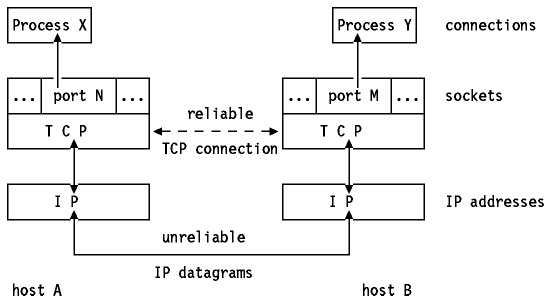 Process X Process Y connections
... port N ... ... port M ... sockets
reliable
T C P T C P
TCP connection
I P I P IP addresses
unreliable
IP datagrams
host A host B